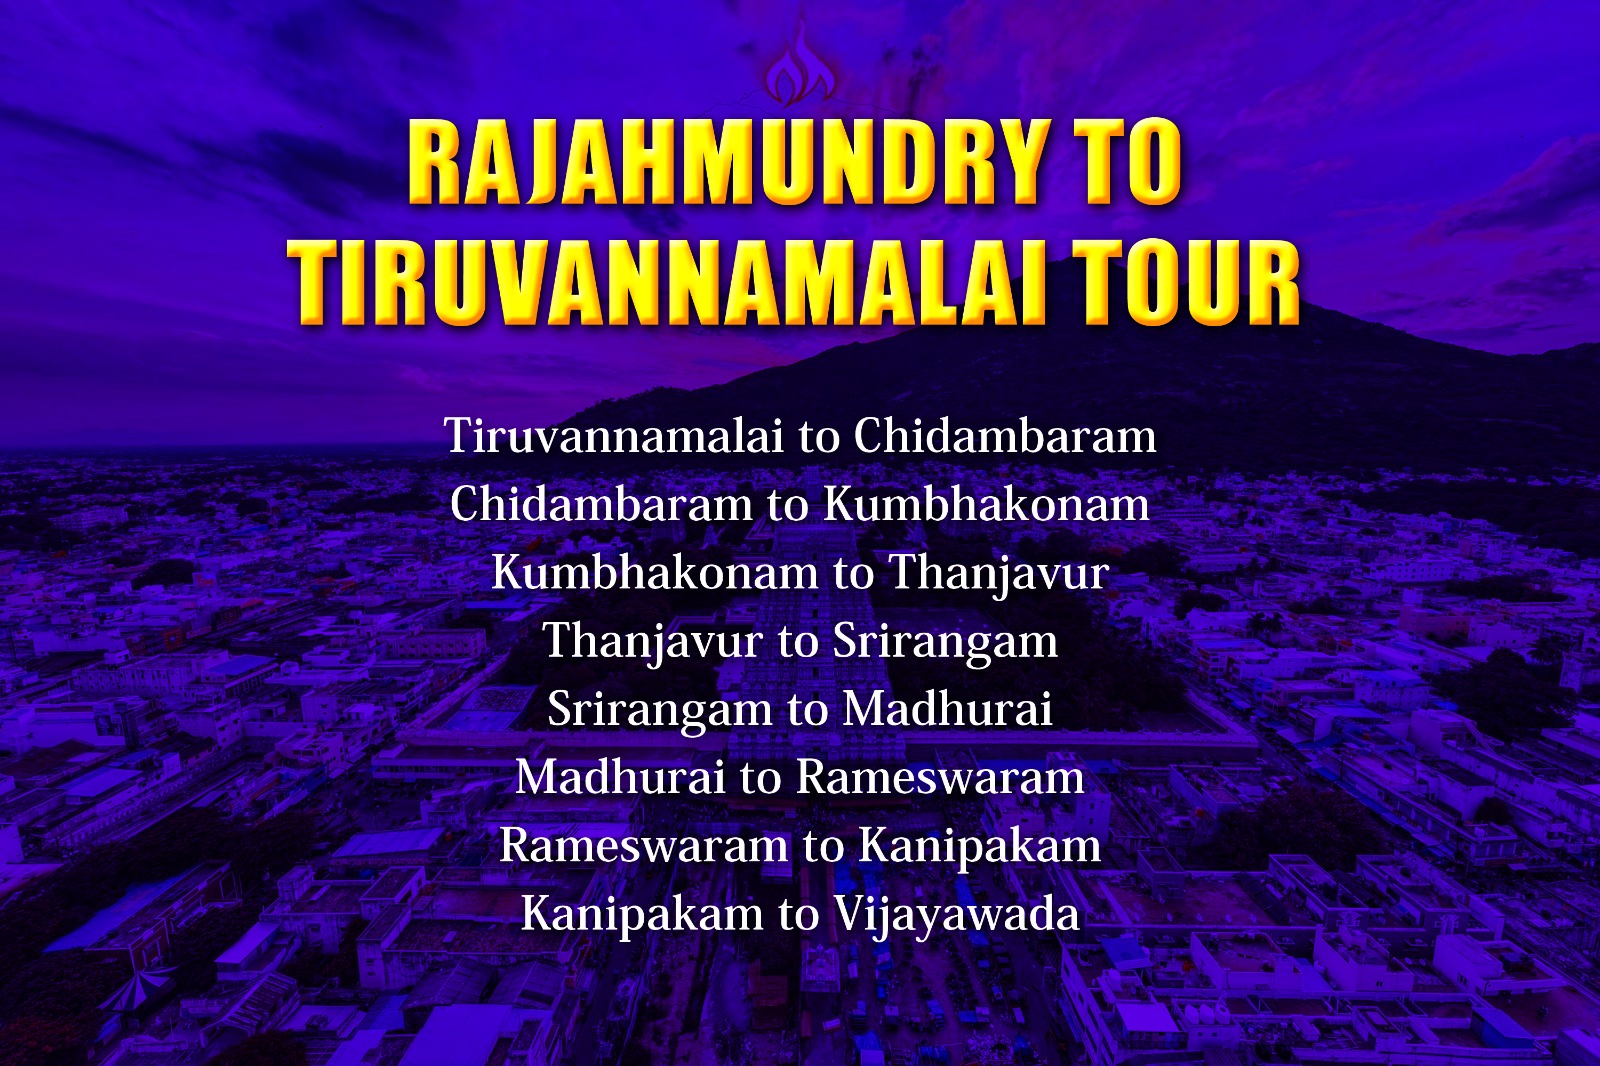 RAJAHMUNDRY TO
TIRUVANNAMALAI TOUR
Tiruvannamalai to Chidambaram
Chidambaram to Kumbhakonam
Kumbhakonam to Thanjavur
Thanjavur to Srirangam
Srirangam to Madhurai
Madhurai to Rameswaram
Rameswaram to Kanipakam
Kanipakam to Vijayawada